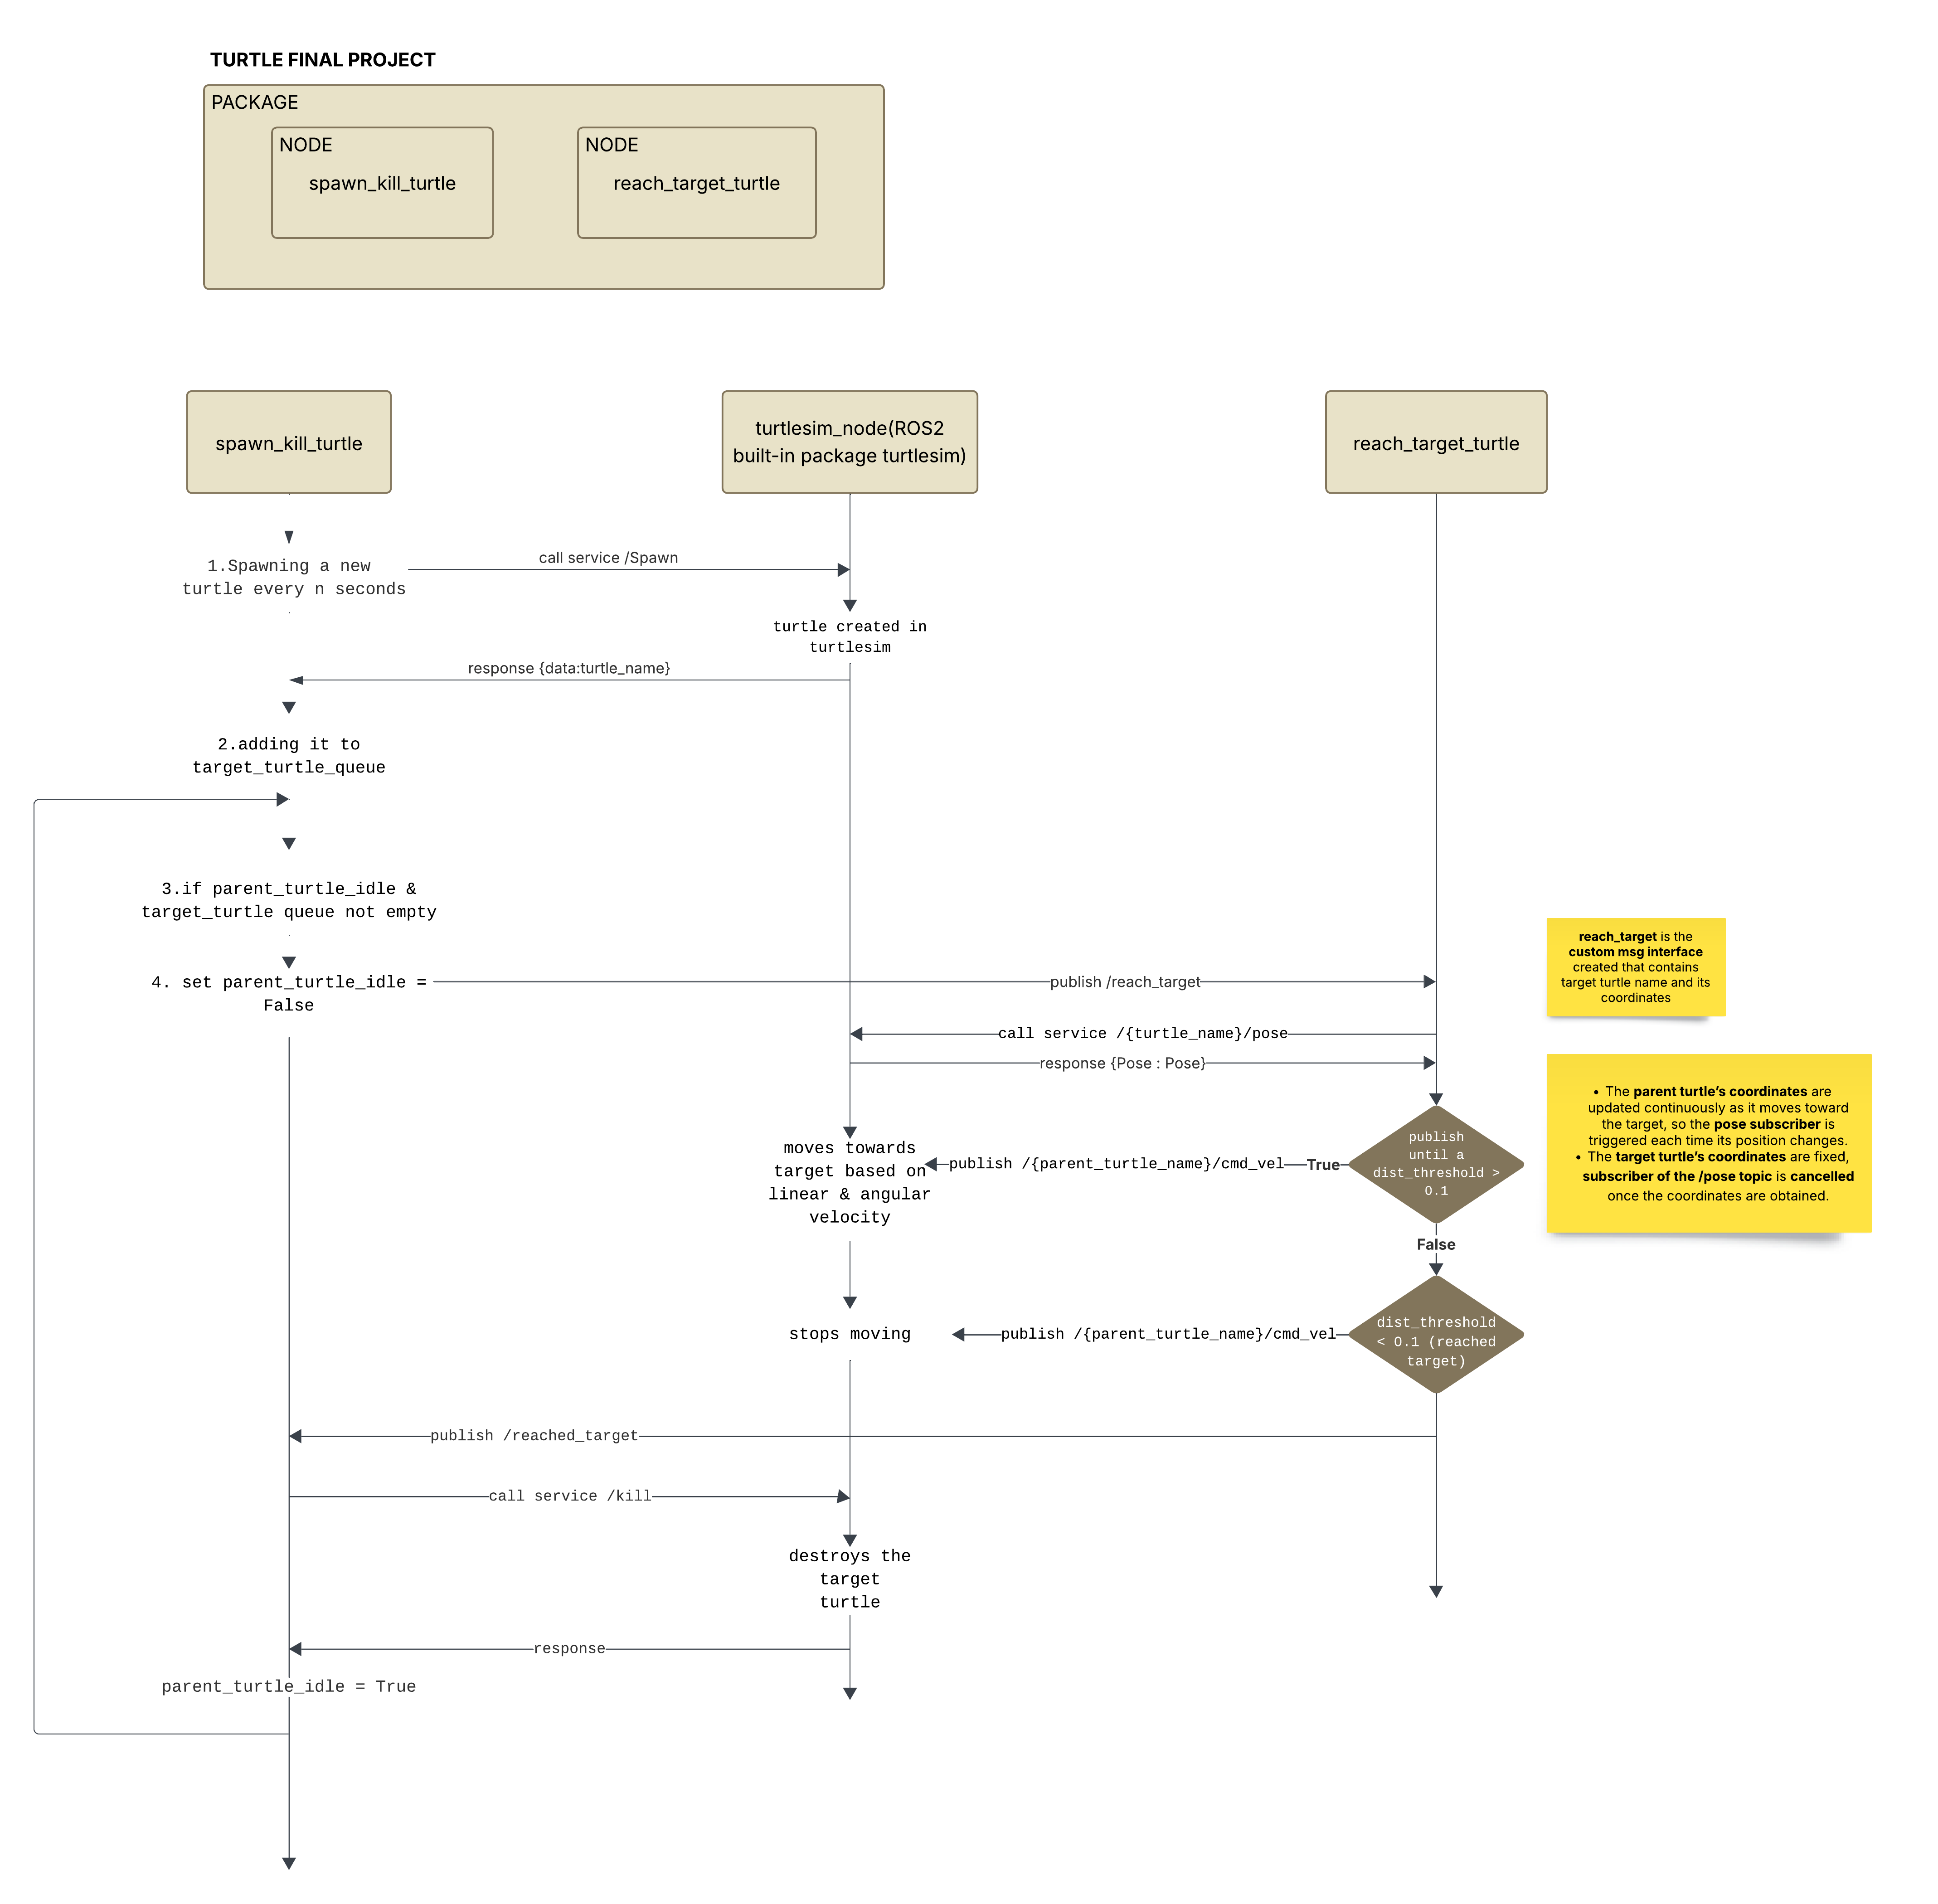 TURTLE FINAL PROJECT
PACKAGE
NODE
spawn_kill_turtle
NODE
reach_target_turtle
spawn_kill_turtle
turtlesim_node(ROS2
built-in package turtlesim)
reach_target_turtle
1.Spawning a new
turtle every n seconds
call service /Spawn
turtle created in
turtlesim
response {data:turtle_name}
2.adding it to
target_turtle_queue
3.if parent_turtle_idle &
target_turtle queue not empty
4. set parent_turtle_idle =
False
publish /reach_target
reach_target is the
custom msg interface
created that contains
target turtle name and its
coordinates
call service /{turtle_name}/pose
response {Pose : Pose}
• The parent turtle’s coordinates are
updated continuously as it moves toward
the target, so the pose subscriber is
triggered each time its position changes.
• The target turtle’s coordinates are fixed,
subscriber of the /pose topic is cancelled
once the coordinates are obtained.
publish
until a
dist_threshold >
0.1
True
publish /{parent_turtle_name}/cmd_vel
moves towards
target based on
linear & angular
velocity
False
dist_threshold
< 0.1 (reached
target)
publish /{parent_turtle_name}/cmd_vel
stops moving
publish /reached_target
call service /kill
destroys the
target
turtle
response
parent_turtle_idle = True